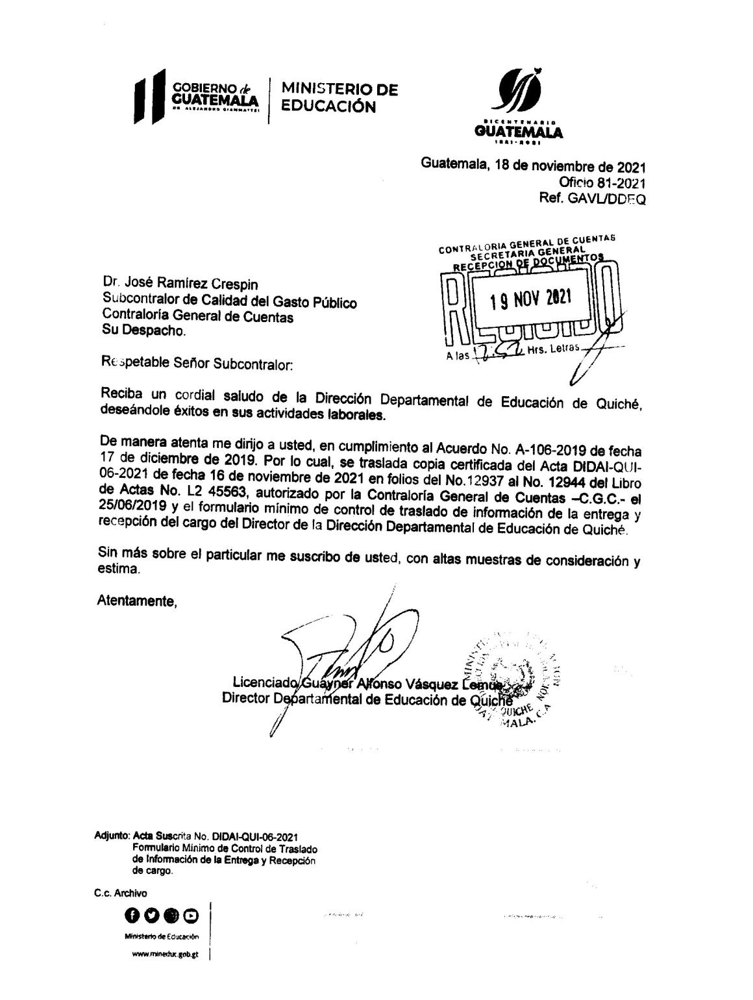 GOBIERNO de
GUATEMALA
DR. ALEJANDRO GIAMMATTEI
MINISTERIO DE
EDUCACIÓN
BICENTENARIO
GUATEMALA
1821-2021
Guatemala, 18 de noviembre de 2021
Oficio 81-2021
Ref. GAVL/DDEQ
CONTRALORIA GENERAL DE CUENTAS
SECRETARIA GENERAL
RECEPCION DE DOCUMENTOS
RECIBIDO
19 NOV 2021
A las 12:52 Hrs. Letras
Dr. José Ramírez Crespin
Subcontralor de Calidad del Gasto Público
Contraloría General de Cuentas
Su Despacho.
Respetable Señor Subcontralor:
Reciba un cordial saludo de la Dirección Departamental de Educación de Quiché,
deseándole éxitos en sus actividades laborales.
De manera atenta me dirijo a usted, en cumplimiento al Acuerdo No. A-106-2019 de fecha
17 de diciembre de 2019. Por lo cual, se traslada copia certificada del Acta DIDAI-QUI-
06-2021 de fecha 16 de noviembre de 2021 en folios del No.12937 al No. 12944 del Libro
de Actas No. L2 45563, autorizado por la Contraloría General de Cuentas –C.G.C.- el
25/06/2019 y el formulario mínimo de control de traslado de información de la entrega y
recepción del cargo del Director de la Dirección Departamental de Educación de Quiché.
Sin más sobre el particular me suscribo de usted, con altas muestras de consideración y
estima.
Atentamente,
Licenciado Guayner Alfonso Vásquez Lemus
Director Departamental de Educación de Quiché
QUICHE
Adjunto: Acta Suscrita No. DIDAI-QUI-06-2021
Formulario Mínimo de Control de Traslado
de Información de la Entrega y Recepción
de cargo.
C.c. Archivo
Ministerio de Educación
www.mineduc.gob.gt